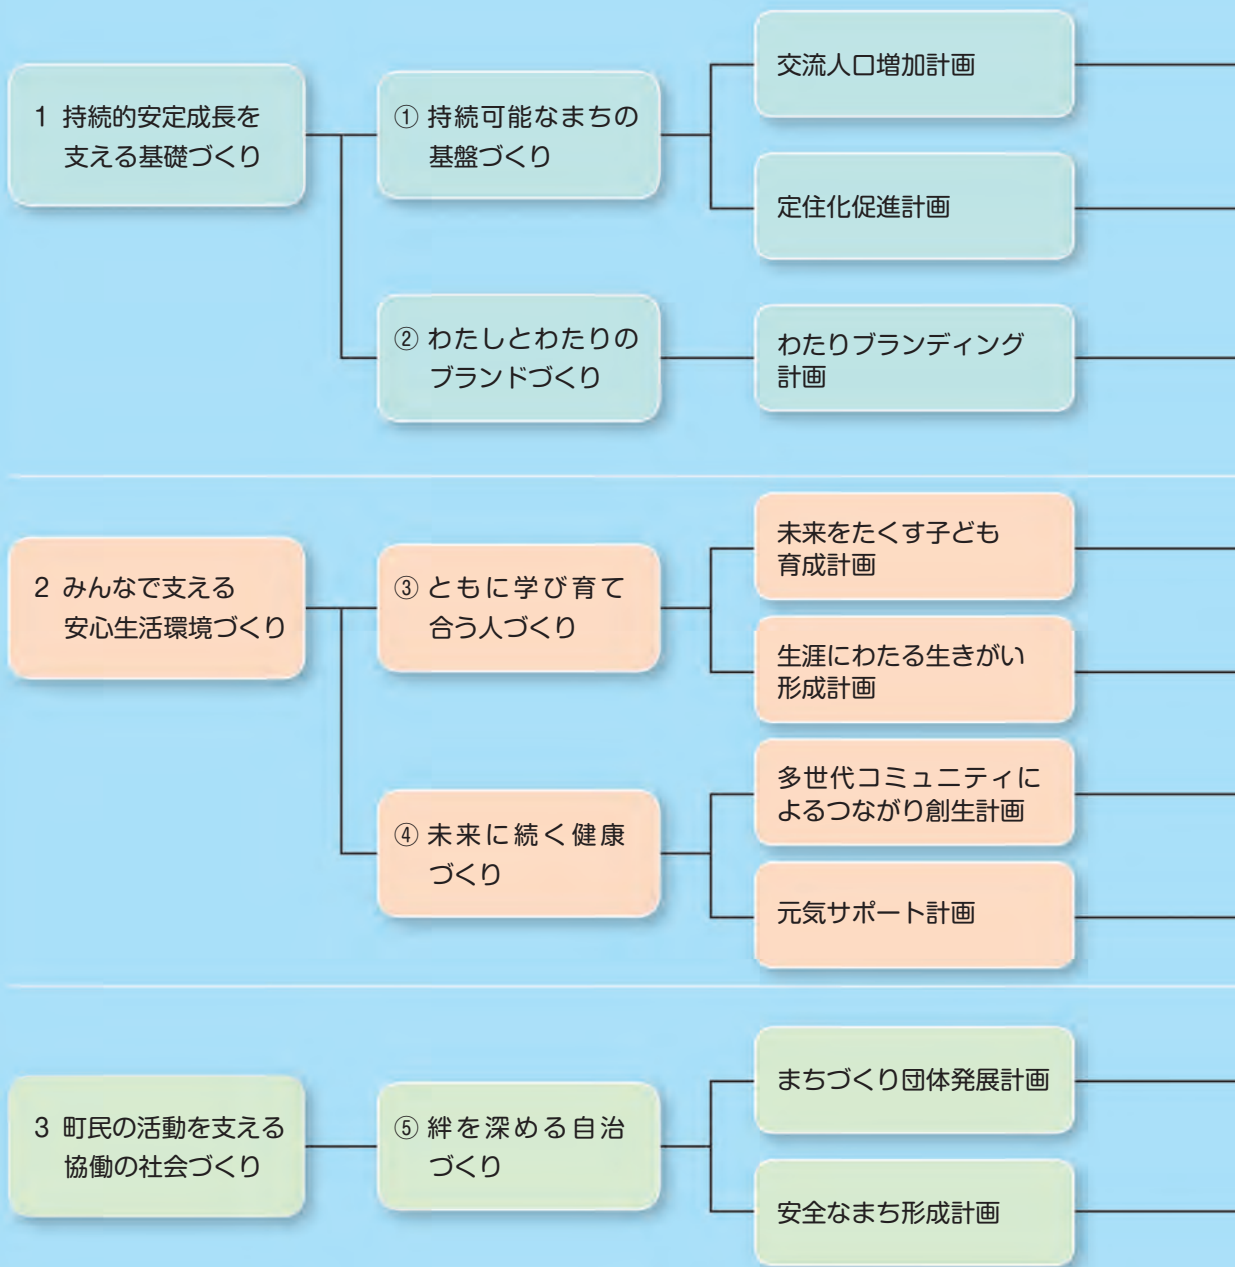 1 持続的安定成長を
支える基礎づくり
① 持続可能なまちの
基盤づくり
交流人口増加計画
定住化促進計画
② わたしとわたりの
ブランドづくり
わたりブランディング
計画
2 みんなで支える
安心生活環境づくり
③ ともに学び育て
合う人づくり
未来をたくす子ども
育成計画
生涯にわたる生きがい
形成計画
④ 未来に続く健康
づくり
多世代コミュニティに
よるつながり創生計画
元気サポート計画
3 町民の活動を支える
協働の社会づくり
⑤ 絆を深める自治
づくり
まちづくり団体発展計画
安全なまち形成計画